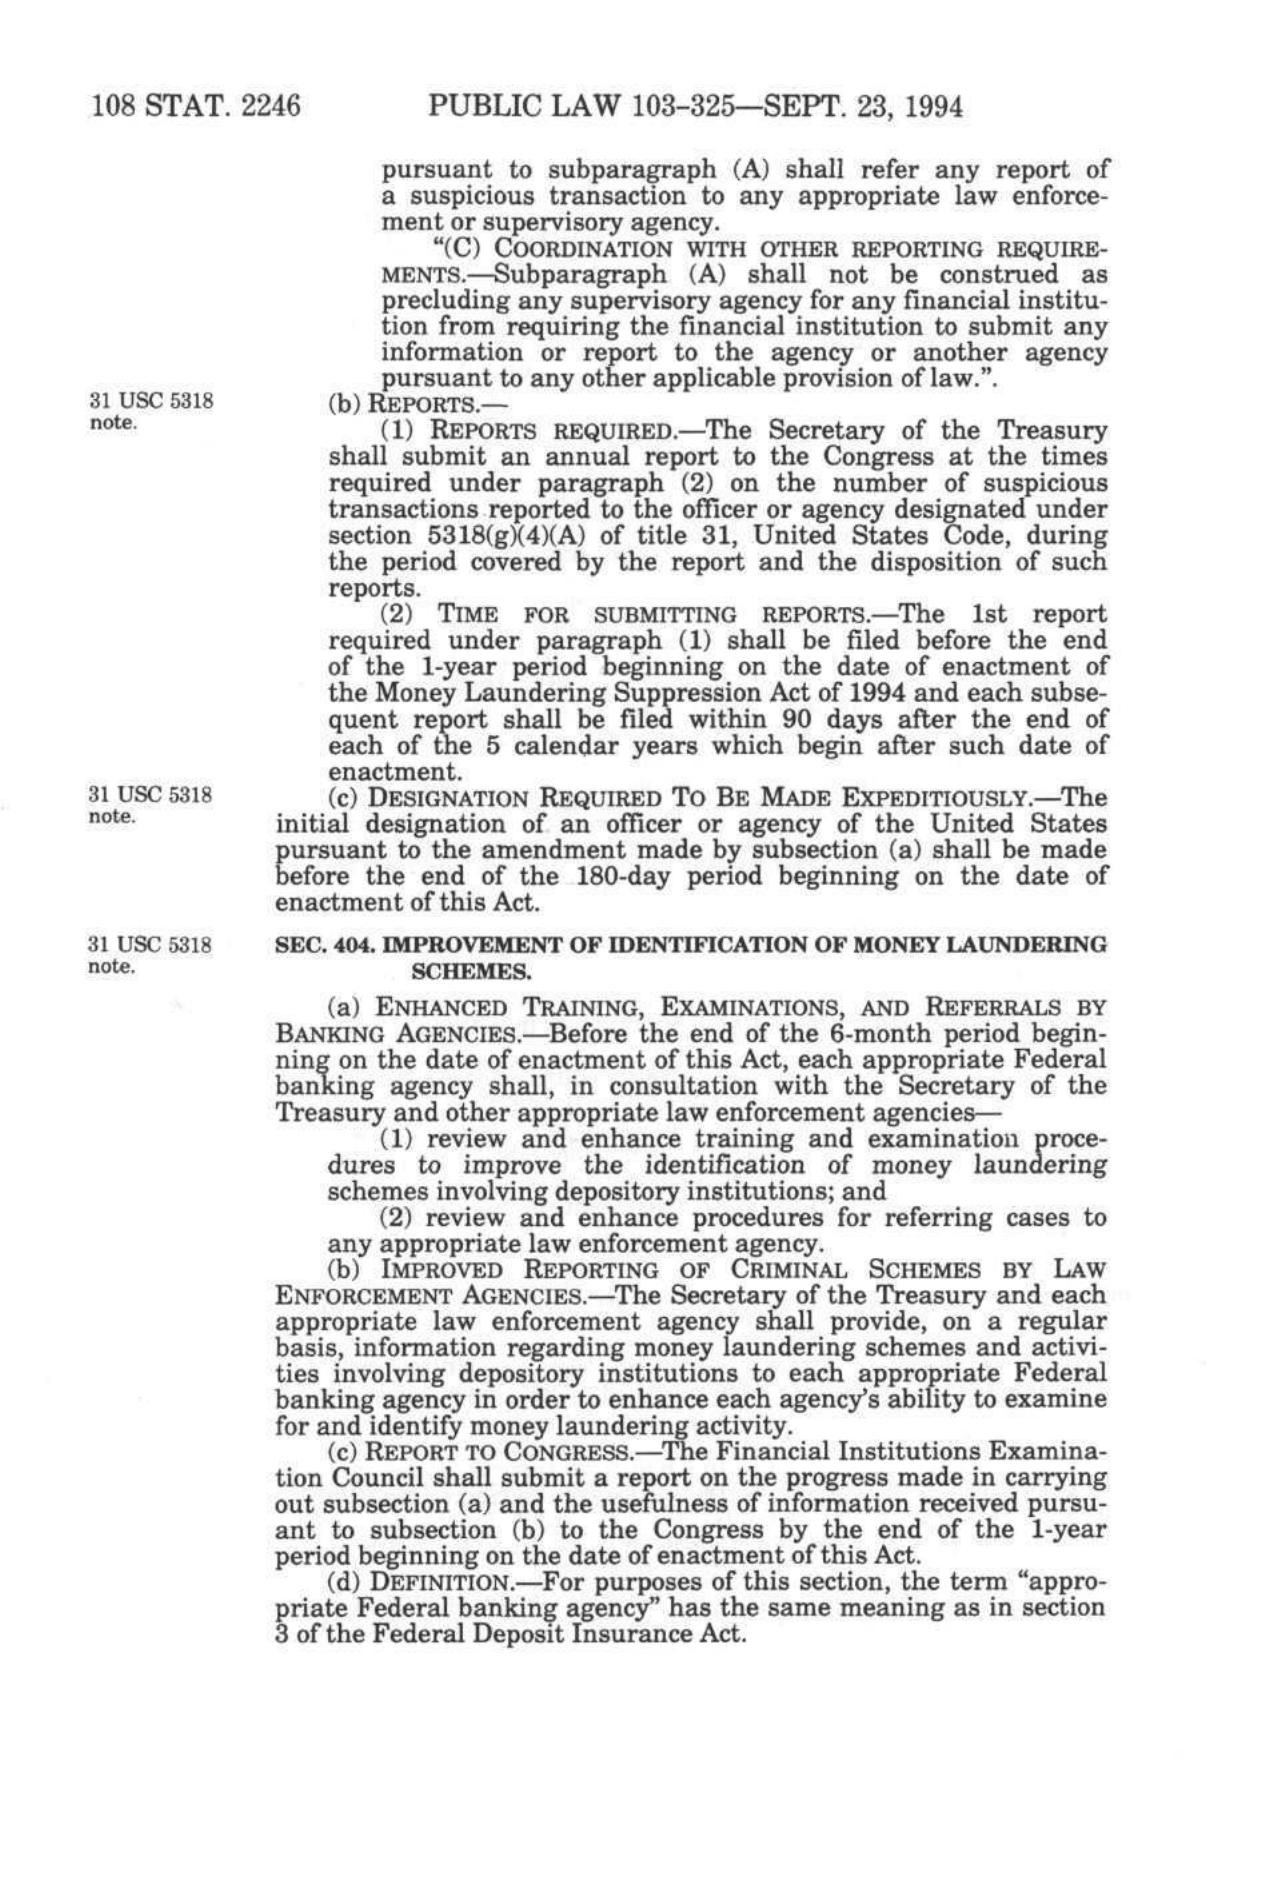 108 STAT. 2246 PUBLIC LAW 103–325—SEPT. 23, 1994
pursuant to subparagraph (A) shall refer any report of
a suspicious transaction to any appropriate law enforce-
ment or supervisory agency.
“(C) COORDINATION WITH OTHER REPORTING REQUIRE-
MENTS.—Subparagraph (A) shall not be construed as
precluding any supervisory agency for any financial institu-
tion from requiring the financial institution to submit any
information or report to the agency or another agency
pursuant to any other applicable provision of law.”.
31 USC 5318
note.
(b) REPORTS.—
(1) REPORTS REQUIRED.—The Secretary of the Treasury
shall submit an annual report to the Congress at the times
required under paragraph (2) on the number of suspicious
transactions reported to the officer or agency designated under
section 5318(g)(4)(A) of title 31, United States Code, during
the period covered by the report and the disposition of such
reports.
(2) TIME FOR SUBMITTING REPORTS.—The 1st report
required under paragraph (1) shall be filed before the end
of the 1-year period beginning on the date of enactment of
the Money Laundering Suppression Act of 1994 and each subse-
quent report shall be filed within 90 days after the end of
each of the 5 calendar years which begin after such date of
enactment.
31 USC 5318
note.
(c) DESIGNATION REQUIRED TO BE MADE EXPEDITIOUSLY.—The
initial designation of an officer or agency of the United States
pursuant to the amendment made by subsection (a) shall be made
before the end of the 180-day period beginning on the date of
enactment of this Act.
31 USC 5318
note.
SEC. 404. IMPROVEMENT OF IDENTIFICATION OF MONEY LAUNDERING
SCHEMES.
(a) ENHANCED TRAINING, EXAMINATIONS, AND REFERRALS BY
BANKING AGENCIES.—Before the end of the 6-month period begin-
ning on the date of enactment of this Act, each appropriate Federal
banking agency shall, in consultation with the Secretary of the
Treasury and other appropriate law enforcement agencies—
(1) review and enhance training and examination proce-
dures to improve the identification of money laundering
schemes involving depository institutions; and
(2) review and enhance procedures for referring cases to
any appropriate law enforcement agency.
(b) IMPROVED REPORTING OF CRIMINAL SCHEMES BY LAW
ENFORCEMENT AGENCIES.—The Secretary of the Treasury and each
appropriate law enforcement agency shall provide, on a regular
basis, information regarding money laundering schemes and activi-
ties involving depository institutions to each appropriate Federal
banking agency in order to enhance each agency’s ability to examine
for and identify money laundering activity.
(c) REPORT TO CONGRESS.—The Financial Institutions Examina-
tion Council shall submit a report on the progress made in carrying
out subsection (a) and the usefulness of information received pursu-
ant to subsection (b) to the Congress by the end of the 1-year
period beginning on the date of enactment of this Act.
(d) DEFINITION.—For purposes of this section, the term “appro-
priate Federal banking agency” has the same meaning as in section
3 of the Federal Deposit Insurance Act.